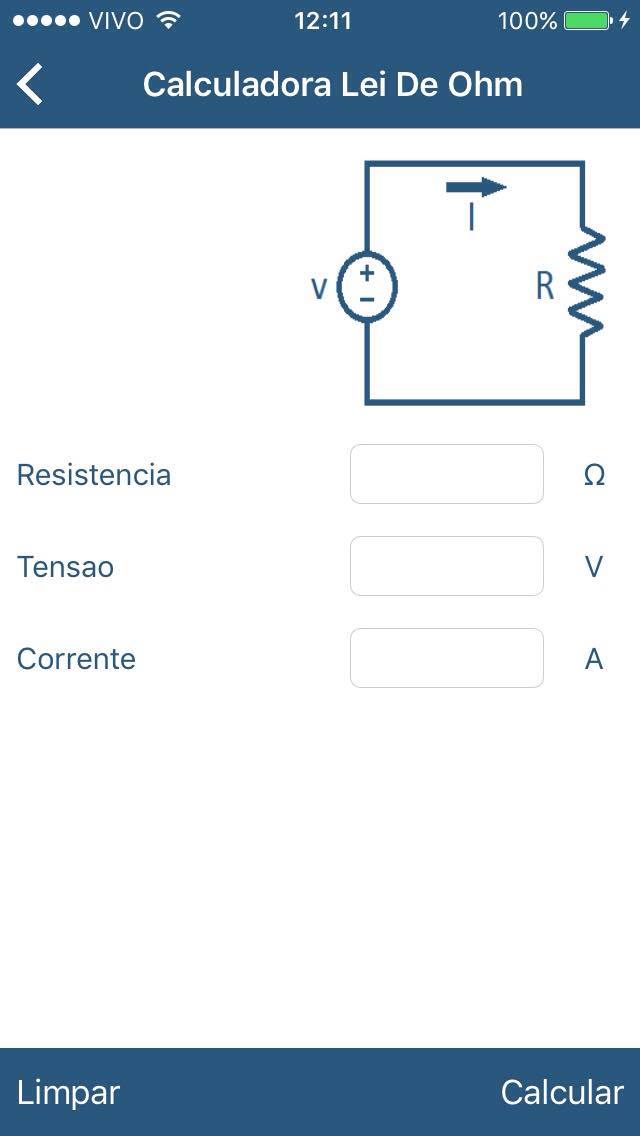 VIVO 12:11 100%
Calculadora Lei De Ohm
I
V + − R
Resistencia Ω
Tensao V
Corrente A
Limpar Calcular